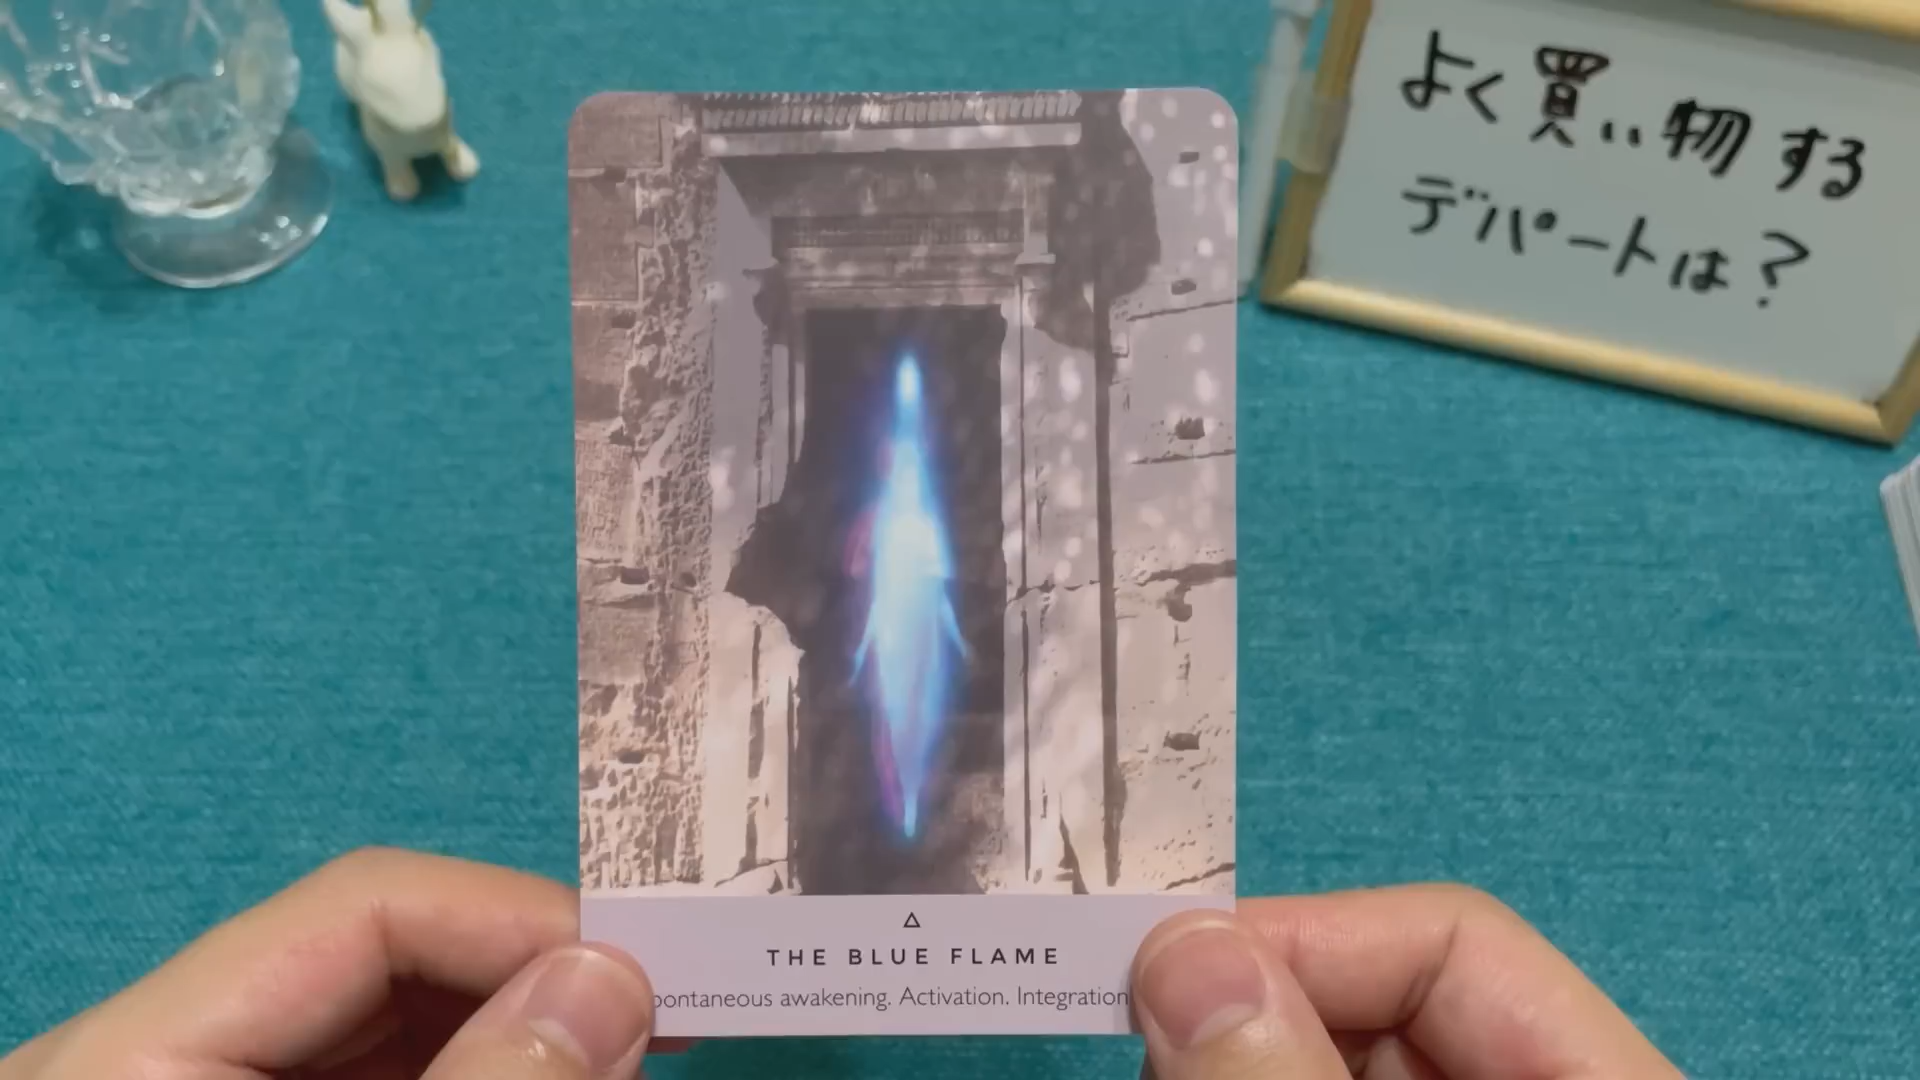 よく買い物する
デパートは?
THE BLUE FLAME
pontaneous awakening. Activation. Integration